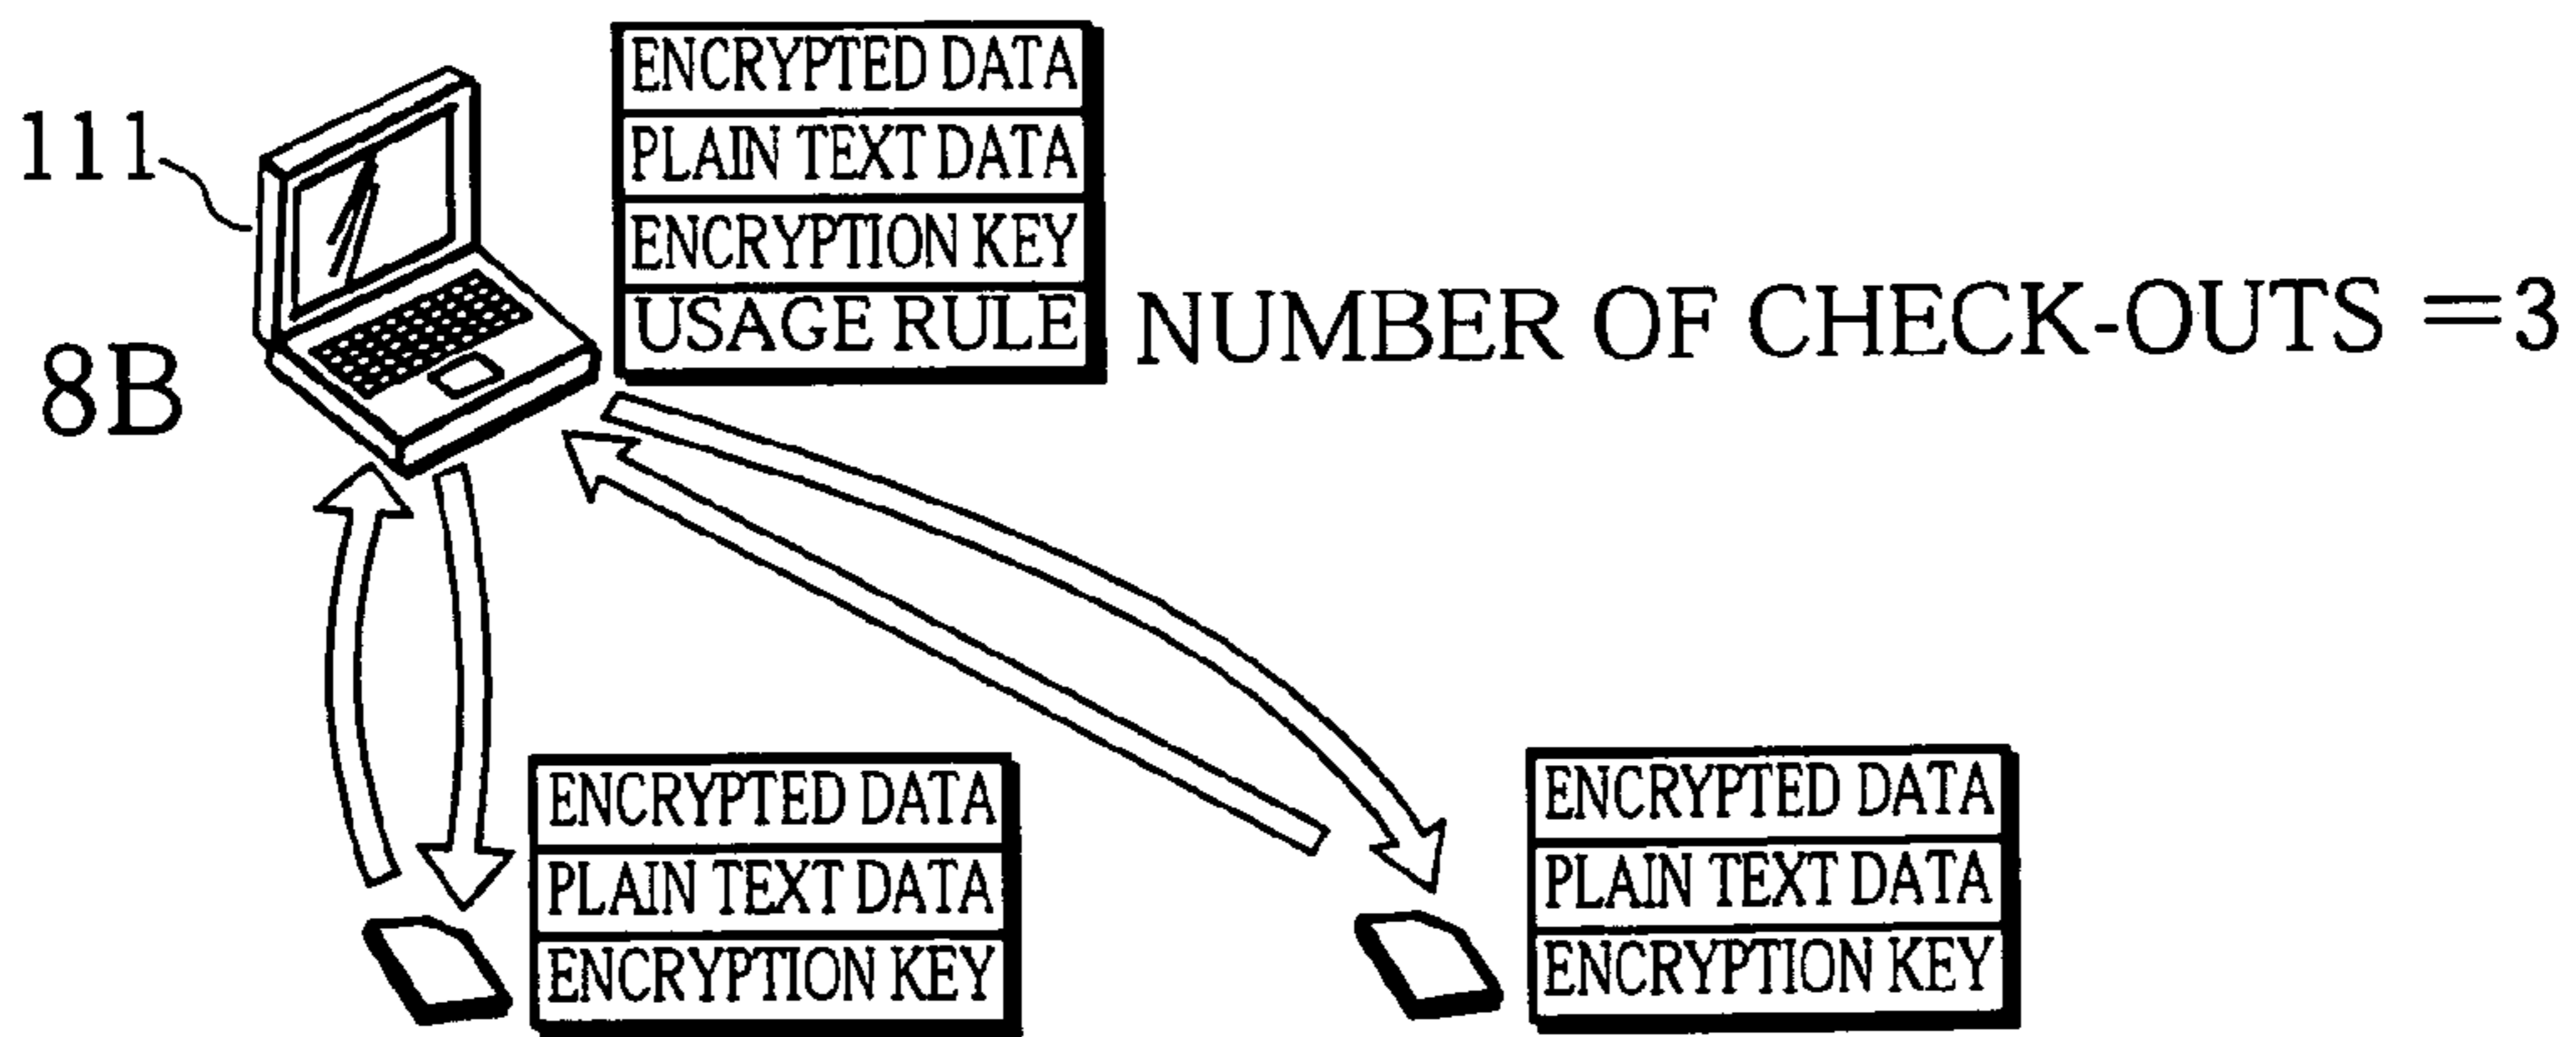 111
8B
ENCRYPTED DATA
PLAIN TEXT DATA
ENCRYPTION KEY
USAGE RULE NUMBER OF CHECK-OUTS =3
ENCRYPTED DATA
PLAIN TEXT DATA
ENCRYPTION KEY
ENCRYPTED DATA
PLAIN TEXT DATA
ENCRYPTION KEY